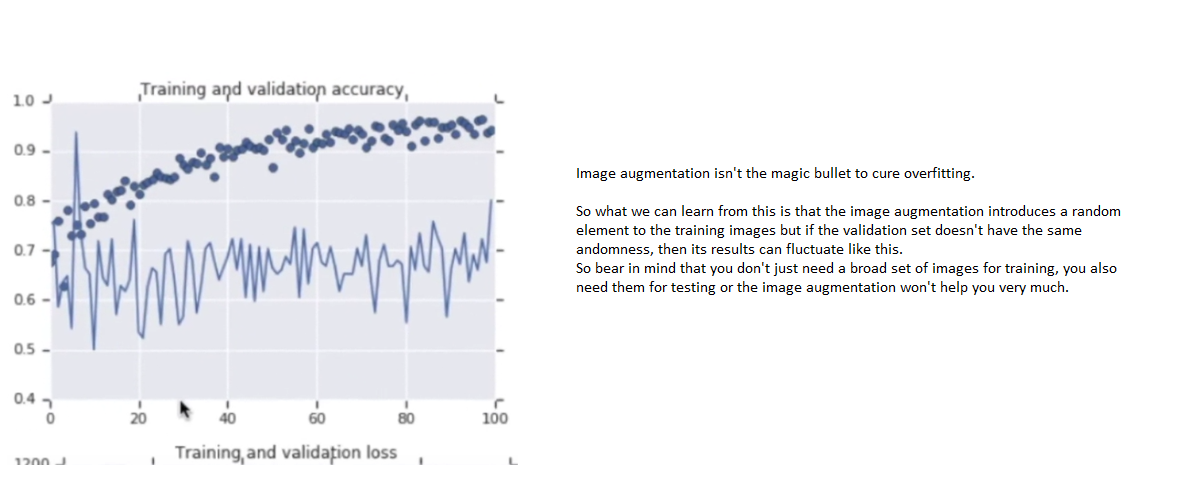 Training and validation accuracy
1.0
0.9
0.8
0.7
0.6
0.5
0.4
0 20 40 60 80 100
Training and validation loss
1200
Image augmentation isn't the magic bullet to cure overfitting.
So what we can learn from this is that the image augmentation introduces a random
element to the training images but if the validation set doesn't have the same
andomness, then its results can fluctuate like this.
So bear in mind that you don't just need a broad set of images for training, you also
need them for testing or the image augmentation won't help you very much.